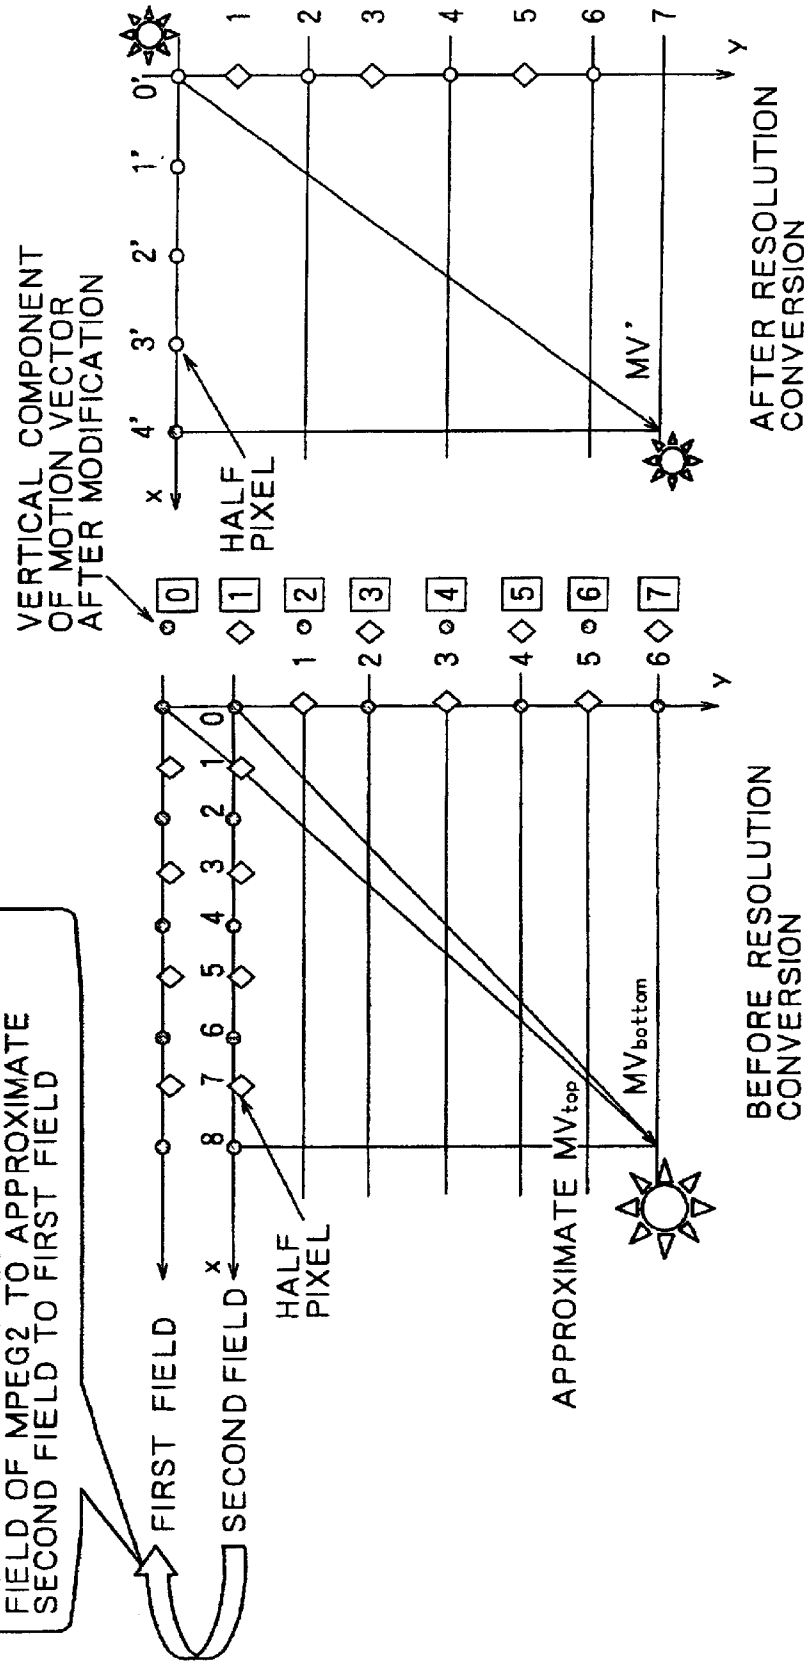 FIELD OF MPEG2 TO APPROXIMATE
SECOND FIELD TO FIRST FIELD
FIRST FIELD
SECOND FIELD
x
8 7 6 5 4 3 2 1 0
HALF
PIXEL
1
2
3
4
5
6
y
APPROXIMATE MVtop
MVbottom
BEFORE RESOLUTION
CONVERSION
VERTICAL COMPONENT
OF MOTION VECTOR
AFTER MODIFICATION
0
1
2
3
4
5
6
7
x
4' 3' 2' 1' 0'
HALF
PIXEL
1
2
3
4
5
6
7
y
MV'
AFTER RESOLUTION
CONVERSION